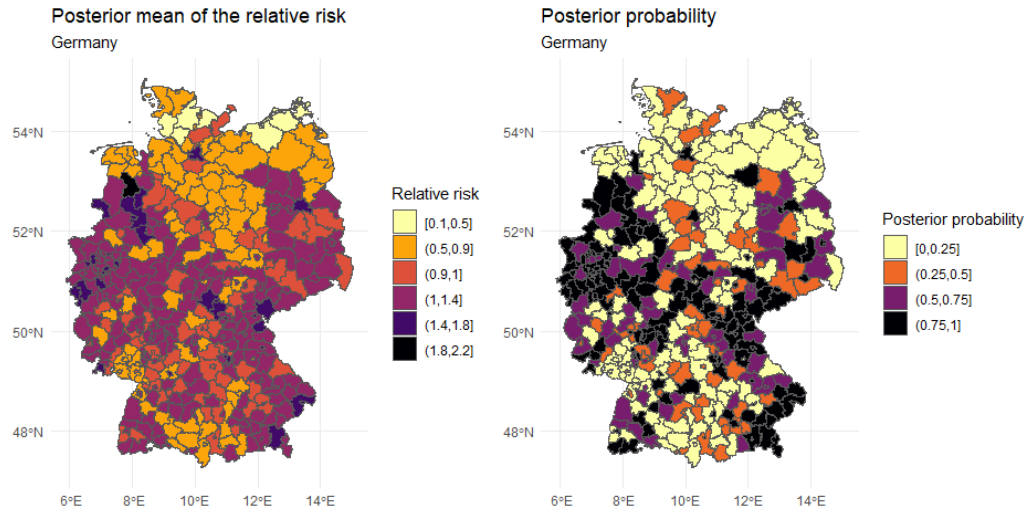 Posterior mean of the relative risk
Germany
54°N
52°N
50°N
48°N
6°E
8°E
10°E
12°E
14°E
Relative risk
[0.1,0.5]
(0.5,0.9]
(0.9,1]
(1,1.4]
(1.4,1.8]
(1.8,2.2]
Posterior probability
Germany
54°N
52°N
50°N
48°N
6°E
8°E
10°E
12°E
14°E
Posterior probability
[0,0.25]
(0.25,0.5]
(0.5,0.75]
(0.75,1]